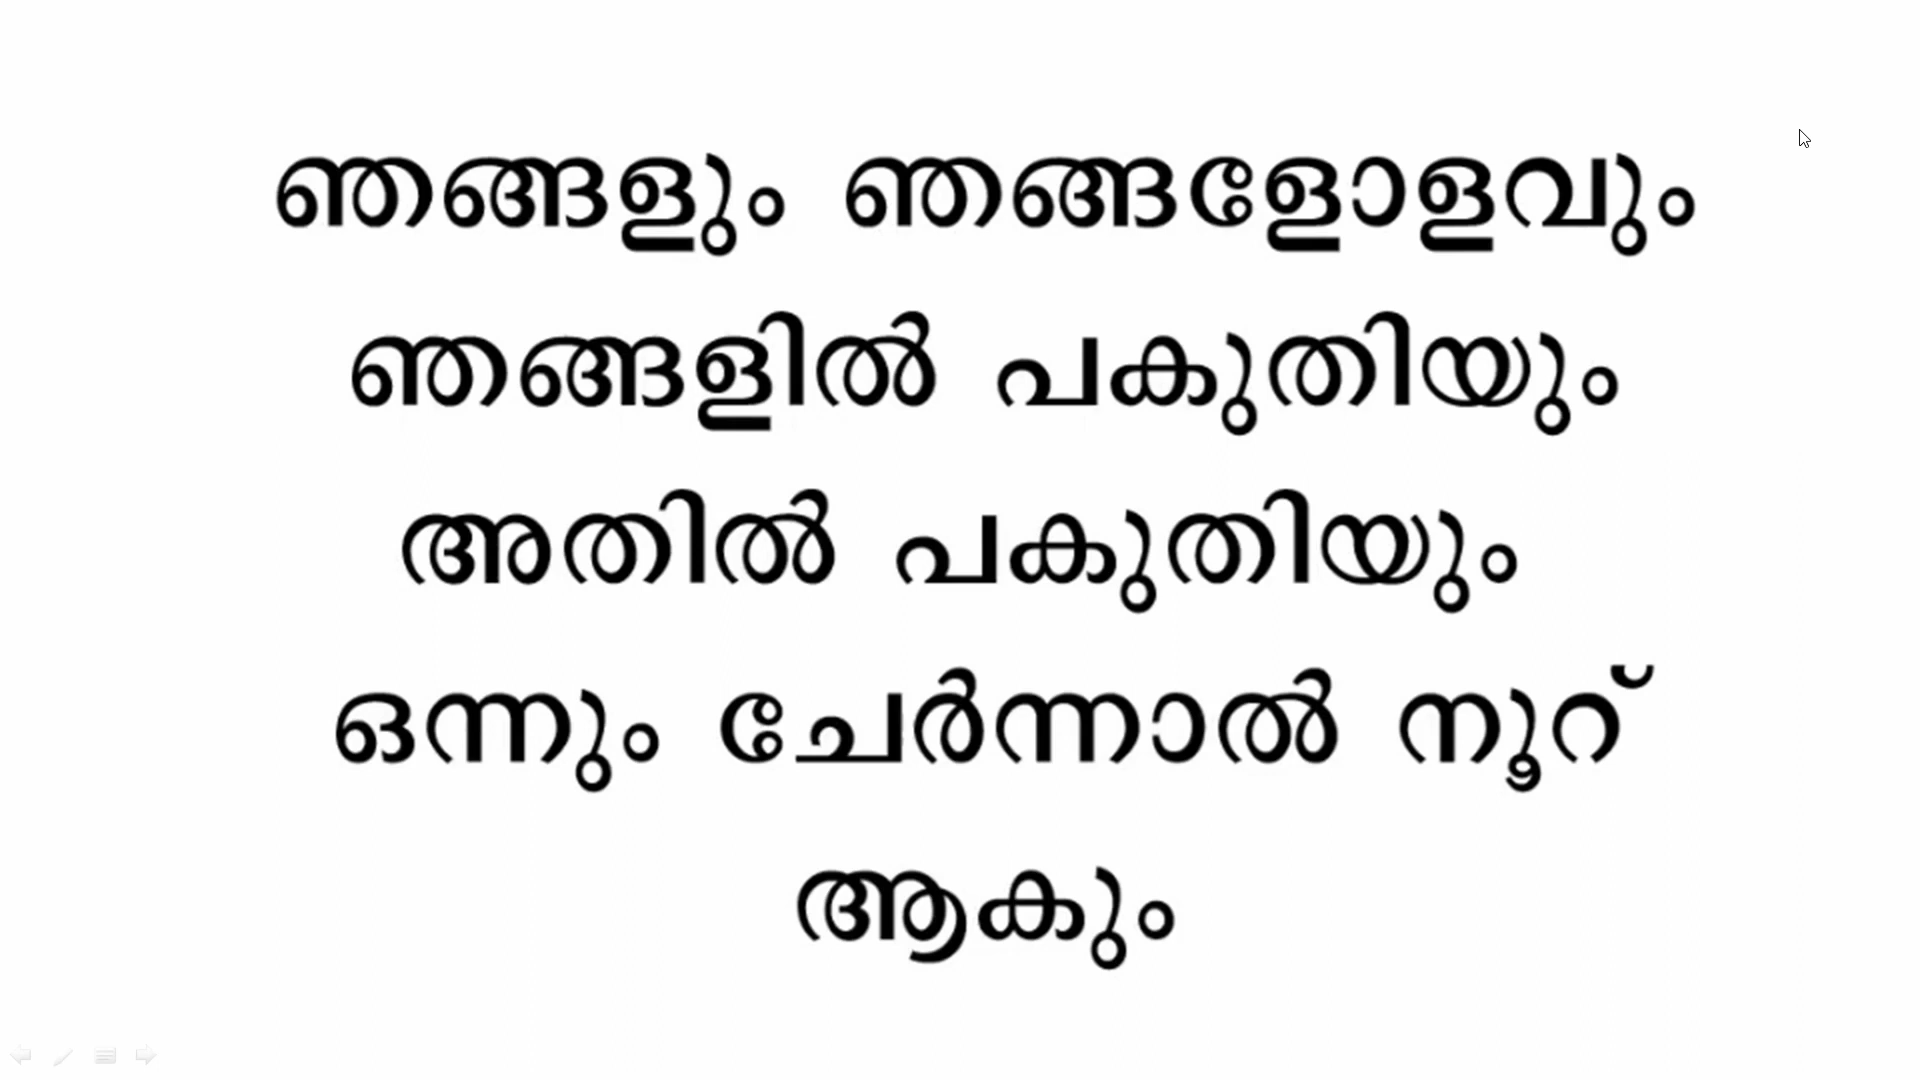 ഞങ്ങളും ഞങ്ങളോളവും
ഞങ്ങളിൽ പകുതിയും
അതിൽ പകുതിയും
ഒന്നും ചേർന്നാൽ നൂറ്
ആകും